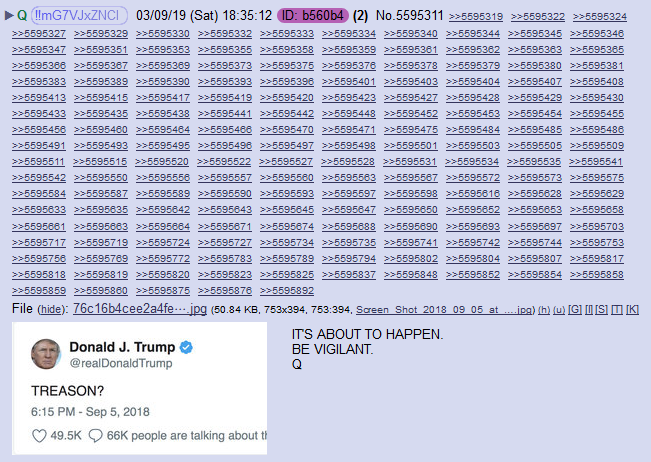 ▶ Q !!mG7VJxZNCI 03/09/19 (Sat) 18:35:12 ID: b560b4 (2) No.5595311 >>5595319 >>5595322 >>5595324
>>5595327 >>5595329 >>5595330 >>5595332 >>5595333 >>5595334 >>5595340 >>5595344 >>5595345 >>5595346
>>5595347 >>5595351 >>5595353 >>5595355 >>5595358 >>5595359 >>5595361 >>5595362 >>5595363 >>5595365
>>5595366 >>5595367 >>5595369 >>5595373 >>5595375 >>5595376 >>5595378 >>5595379 >>5595380 >>5595381
>>5595383 >>5595389 >>5595390 >>5595393 >>5595396 >>5595401 >>5595403 >>5595404 >>5595407 >>5595408
>>5595413 >>5595415 >>5595417 >>5595419 >>5595420 >>5595423 >>5595427 >>5595428 >>5595429 >>5595430
>>5595433 >>5595435 >>5595438 >>5595441 >>5595442 >>5595448 >>5595452 >>5595453 >>5595454 >>5595455
>>5595456 >>5595460 >>5595464 >>5595466 >>5595470 >>5595471 >>5595475 >>5595484 >>5595485 >>5595486
>>5595491 >>5595493 >>5595495 >>5595496 >>5595497 >>5595498 >>5595501 >>5595503 >>5595505 >>5595509
>>5595511 >>5595515 >>5595520 >>5595522 >>5595527 >>5595528 >>5595531 >>5595534 >>5595535 >>5595541
>>5595550 >>5595552 >>5595556 >>5595557 >>5595560 >>5595563 >>5595567 >>5595572 >>5595573 >>5595575
>>5595584 >>5595587 >>5595589 >>5595590 >>5595593 >>5595597 >>5595598 >>5595616 >>5595628 >>5595629
>>5595633 >>5595635 >>5595642 >>5595643 >>5595645 >>5595647 >>5595650 >>5595652 >>5595653 >>5595658
>>5595661 >>5595663 >>5595664 >>5595671 >>5595674 >>5595688 >>5595690 >>5595693 >>5595697 >>5595703
>>5595717 >>5595719 >>5595724 >>5595727 >>5595734 >>5595735 >>5595741 >>5595742 >>5595744 >>5595753
>>5595756 >>5595769 >>5595772 >>5595783 >>5595789 >>5595794 >>5595802 >>5595804 >>5595807 >>5595817
>>5595818 >>5595819 >>5595820 >>5595823 >>5595825 >>5595837 >>5595848 >>5595852 >>5595854 >>5595858
>>5595859 >>5595860 >>5595876 >>5595892
File (hide): 76c16b4cee2a4fe⋯.jpg (50.84 KB, 753x394, 753:394, Screen_Shot_2018_09_05_at_….jpg) (h) (u) [G] [I] [S] [T] [K]
Donald J. Trump
@realDonaldTrump
TREASON?
6:15 PM - Sep 5, 2018
49.5K 66K people are talking about th
IT'S ABOUT TO HAPPEN.
BE VIGILANT.
Q